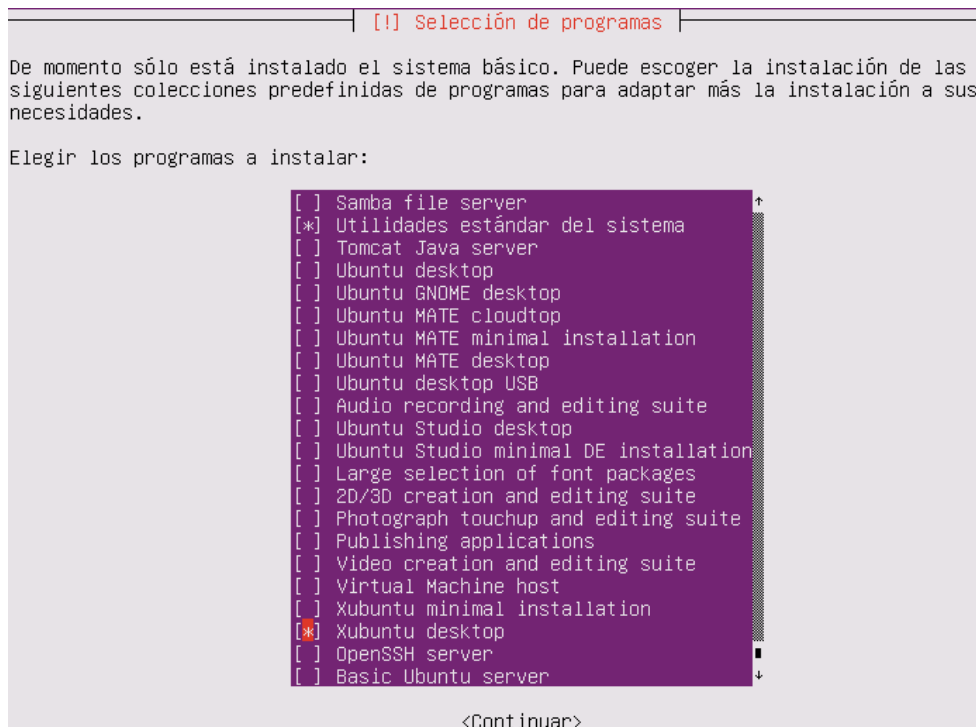 [!] Selección de programas
De momento sólo está instalado el sistema básico. Puede escoger la instalación de las
siguientes colecciones predefinidas de programas para adaptar más la instalación a sus
necesidades.
Elegir los programas a instalar:
[ ] Samba file server
[*] Utilidades estándar del sistema
[ ] Tomcat Java server
[ ] Ubuntu desktop
[ ] Ubuntu GNOME desktop
[ ] Ubuntu MATE cloudtop
[ ] Ubuntu MATE minimal installation
[ ] Ubuntu MATE desktop
[ ] Ubuntu desktop USB
[ ] Audio recording and editing suite
[ ] Ubuntu Studio desktop
[ ] Ubuntu Studio minimal DE installation
[ ] Large selection of font packages
[ ] 2D/3D creation and editing suite
[ ] Photograph touchup and editing suite
[ ] Publishing applications
[ ] Video creation and editing suite
[ ] Virtual Machine host
[ ] Xubuntu minimal installation
[*] Xubuntu desktop
[ ] OpenSSH server
[ ] Basic Ubuntu server
<Continuar>